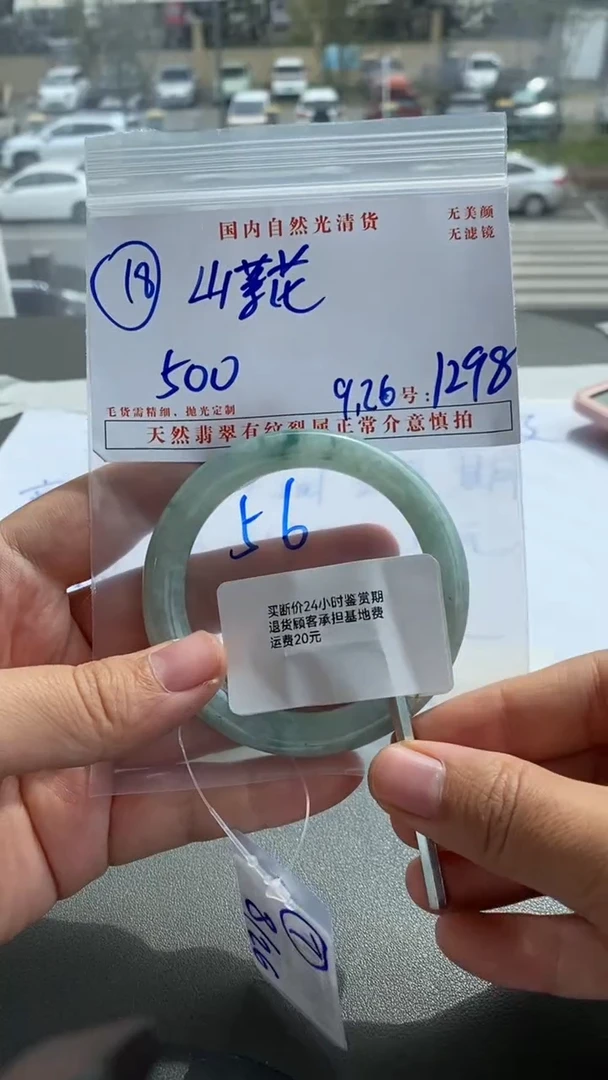 国内自然光清货
无美颜
无滤镜
18 山茶花
500
9,26号:1298
毛货需精细，抛光定制
天然翡翠有纹裂属正常介意慎拍
56
买断价24小时鉴赏期
退货顾客承担基地费
运费20元
7